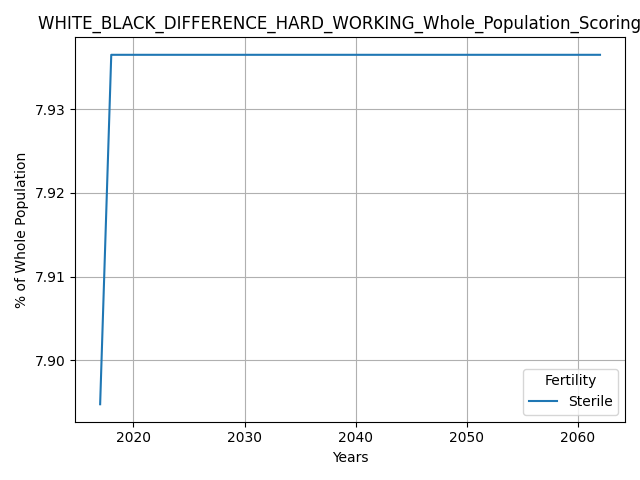 WHITE_BLACK_DIFFERENCE_HARD_WORKING_Whole_Population_Scoring
7.93
7.92
7.91
7.90
% of Whole Population
Fertility
Sterile
2020 2030 2040 2050 2060
Years